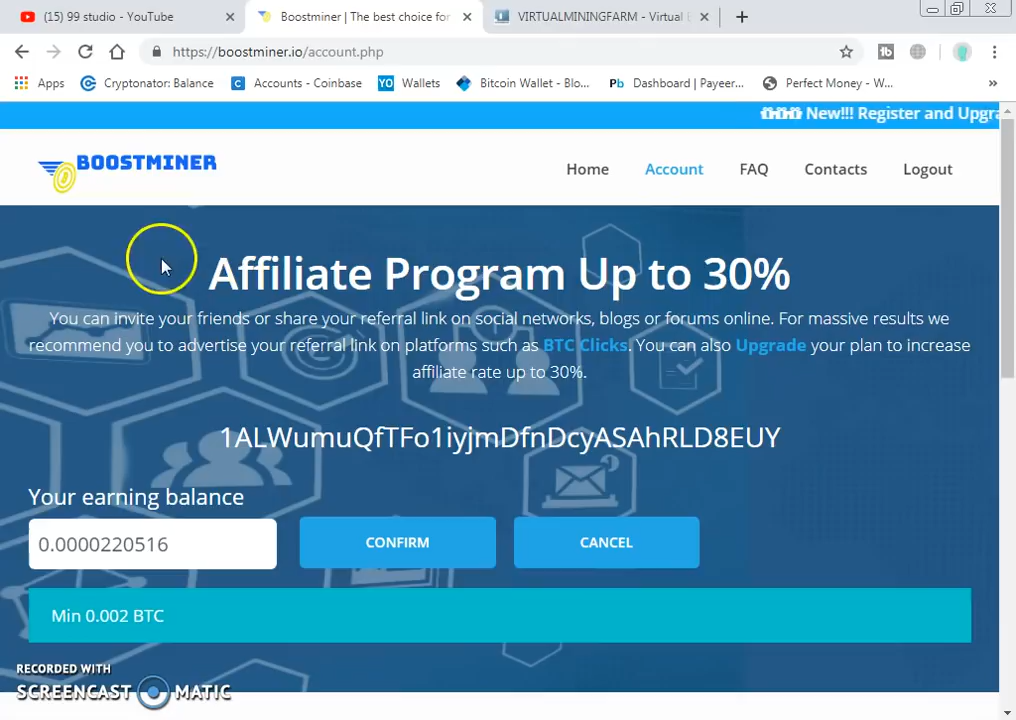 (15) 99 studio - YouTube
Boostminer | The best choice for
VIRTUALMININGFARM - Virtual
https://boostminer.io/account.php
Apps
Cryptonator: Balance
Accounts - Coinbase
YO Wallets
Bitcoin Wallet - Blo...
Pb Dashboard | Payeer...
Perfect Money - W...
»
New!!! Register and Upgra
BOOSTMINER
Home
Account
FAQ
Contacts
Logout
Affiliate Program Up to 30%
You can invite your friends or share your referral link on social networks, blogs or forums online. For massive results we
recommend you to advertise your referral link on platforms such as BTC Clicks. You can also Upgrade your plan to increase
affiliate rate up to 30%.
1ALWumuQfTFo1iyjmDfnDcyASAhRLD8EUY
Your earning balance
0.0000220516
CONFIRM
CANCEL
Min 0.002 BTC
RECORDED WITH
SCREENCAST MATIC